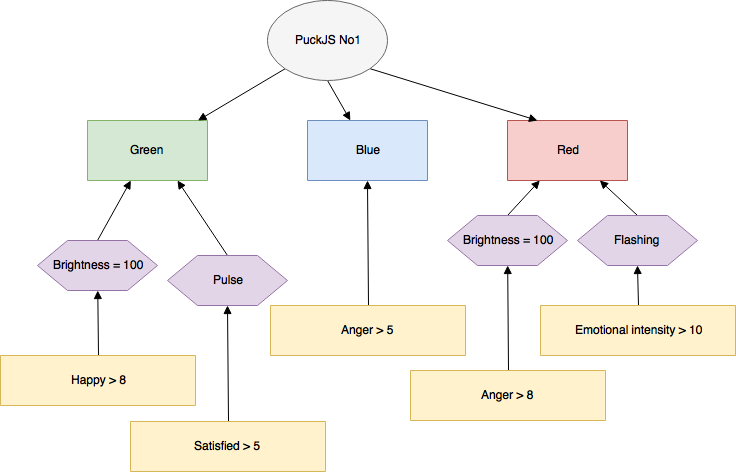 PuckJS No1
Green
Blue
Red
Brightness = 100
Pulse
Brightness = 100
Flashing
Anger > 5
Emotional intensity > 10
Happy > 8
Anger > 8
Satisfied > 5